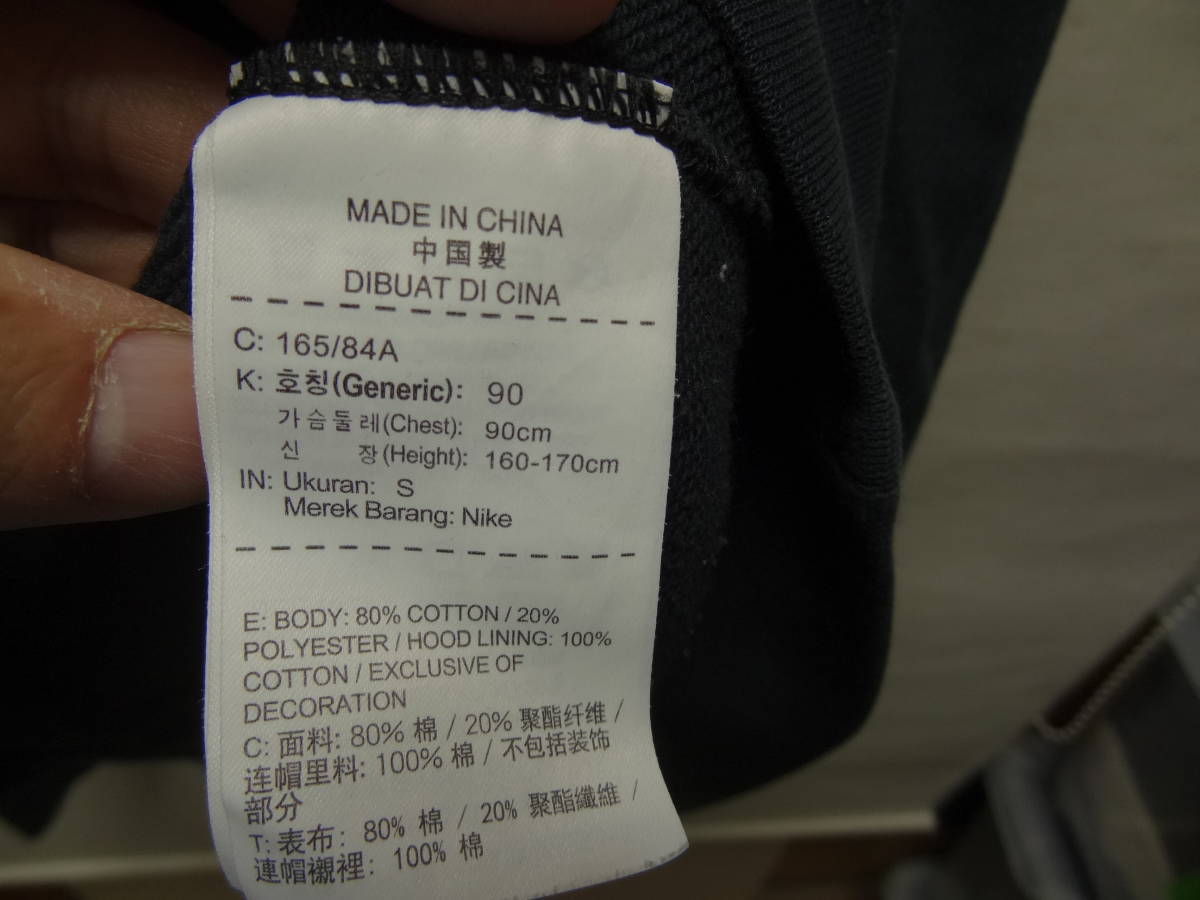 MADE IN CHINA
中国製
DIBUAT DI CINA
C: 165/84A
K: 호칭(Generic): 90
가슴둘레(Chest): 90cm
신 장(Height): 160-170cm
IN: Ukuran: S
Merek Barang: Nike
E: BODY: 80% COTTON / 20%
POLYESTER / HOOD LINING: 100%
COTTON / EXCLUSIVE OF
DECORATION
C: 面料: 80% 棉 / 20% 聚酯纤维 /
连帽里料: 100% 棉 / 不包括装饰
部分
T: 表布: 80% 棉 / 20% 聚酯纖維 /
連帽襯裡: 100% 棉